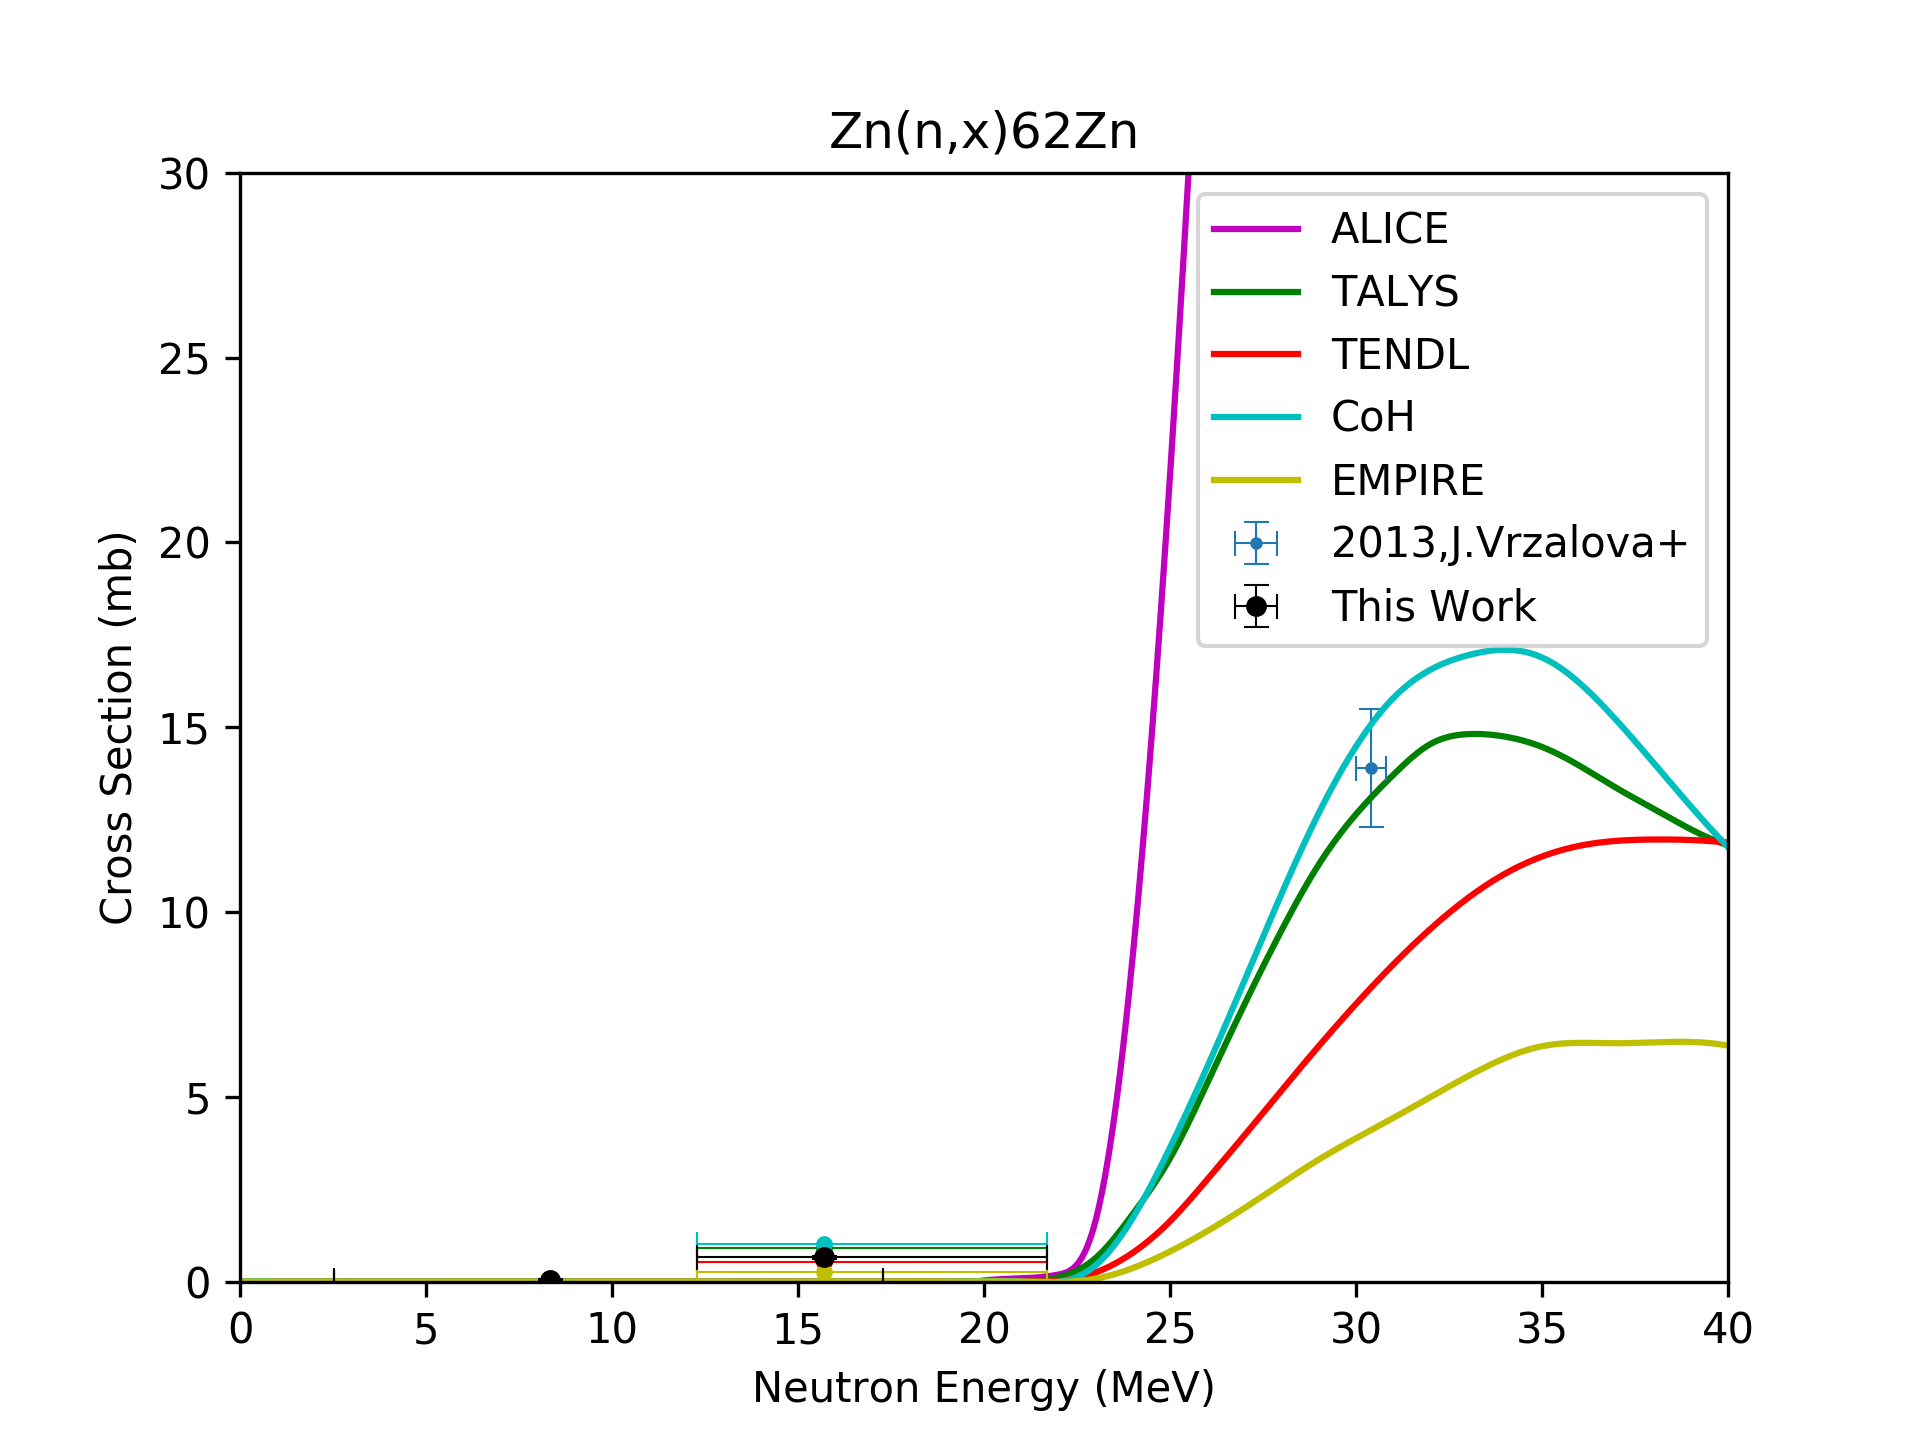 Zn(n,x)62Zn
30
25
20
15
10
5
0
Cross Section (mb)
ALICE
TALYS
TENDL
CoH
EMPIRE
2013,J.Vrzalova+
This Work
0 5 10 15 20 25 30 35 40
Neutron Energy (MeV)